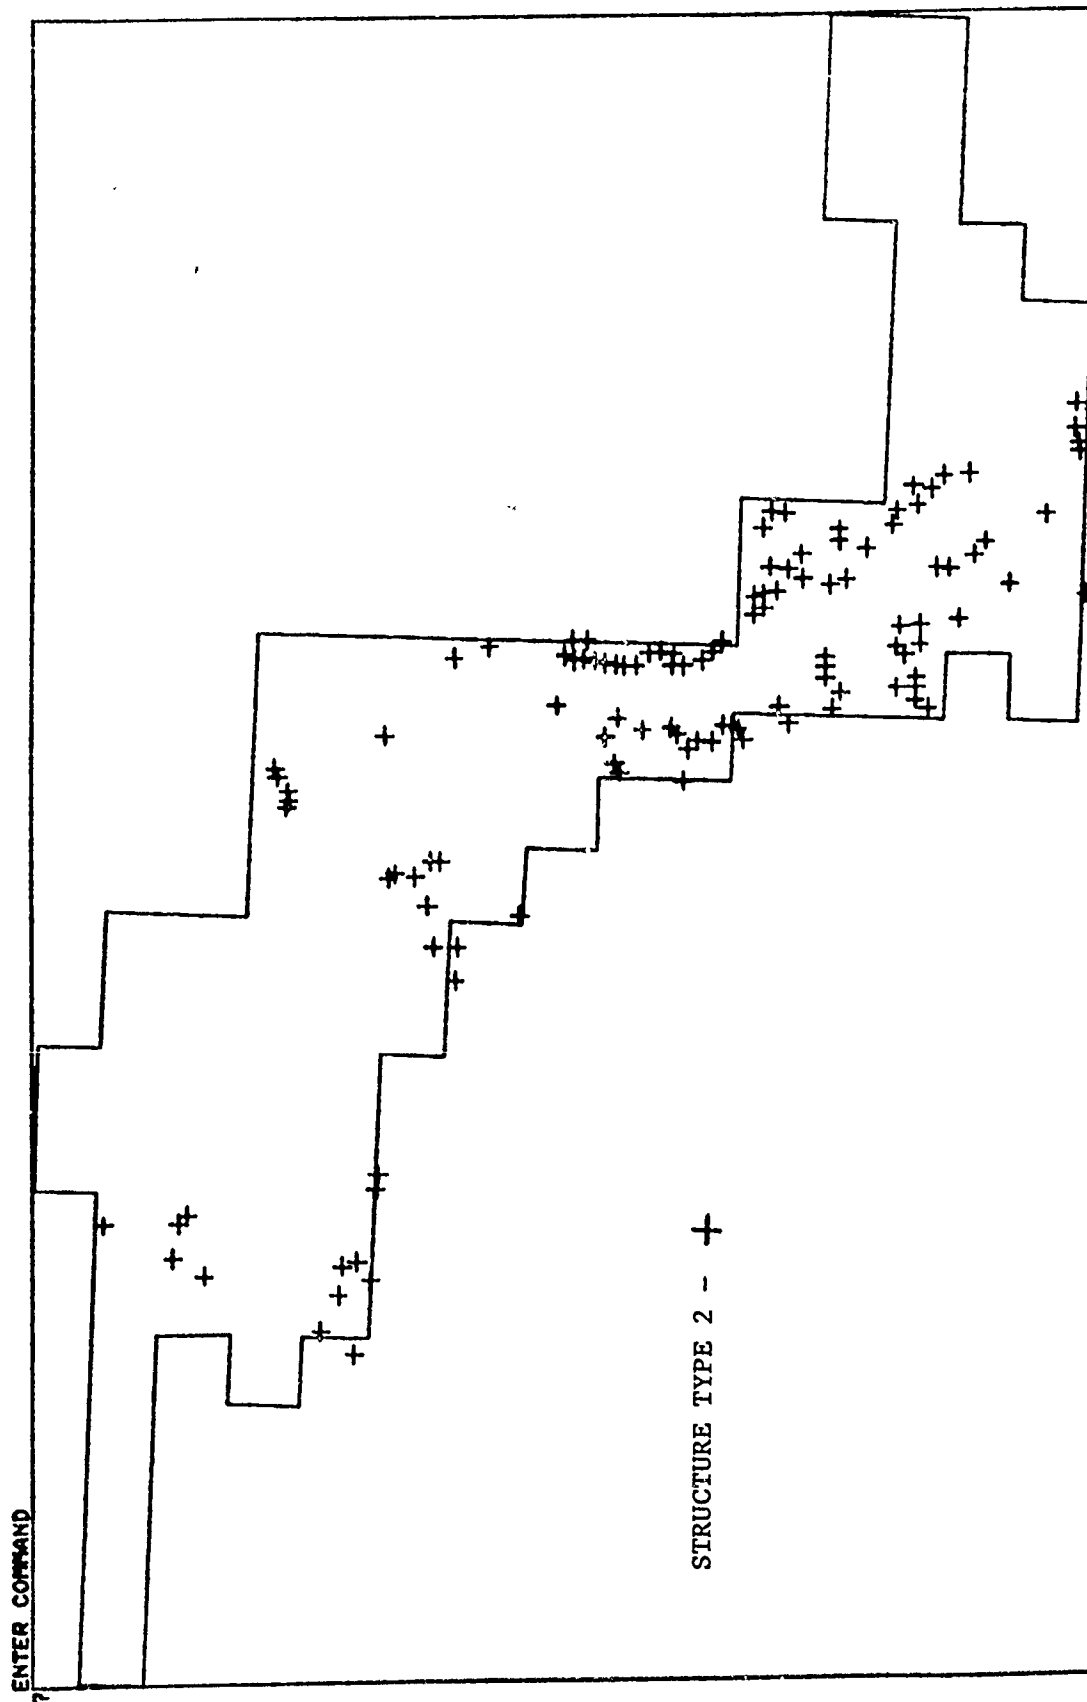 ENTER COMMAND
?
STRUCTURE TYPE 2 - +